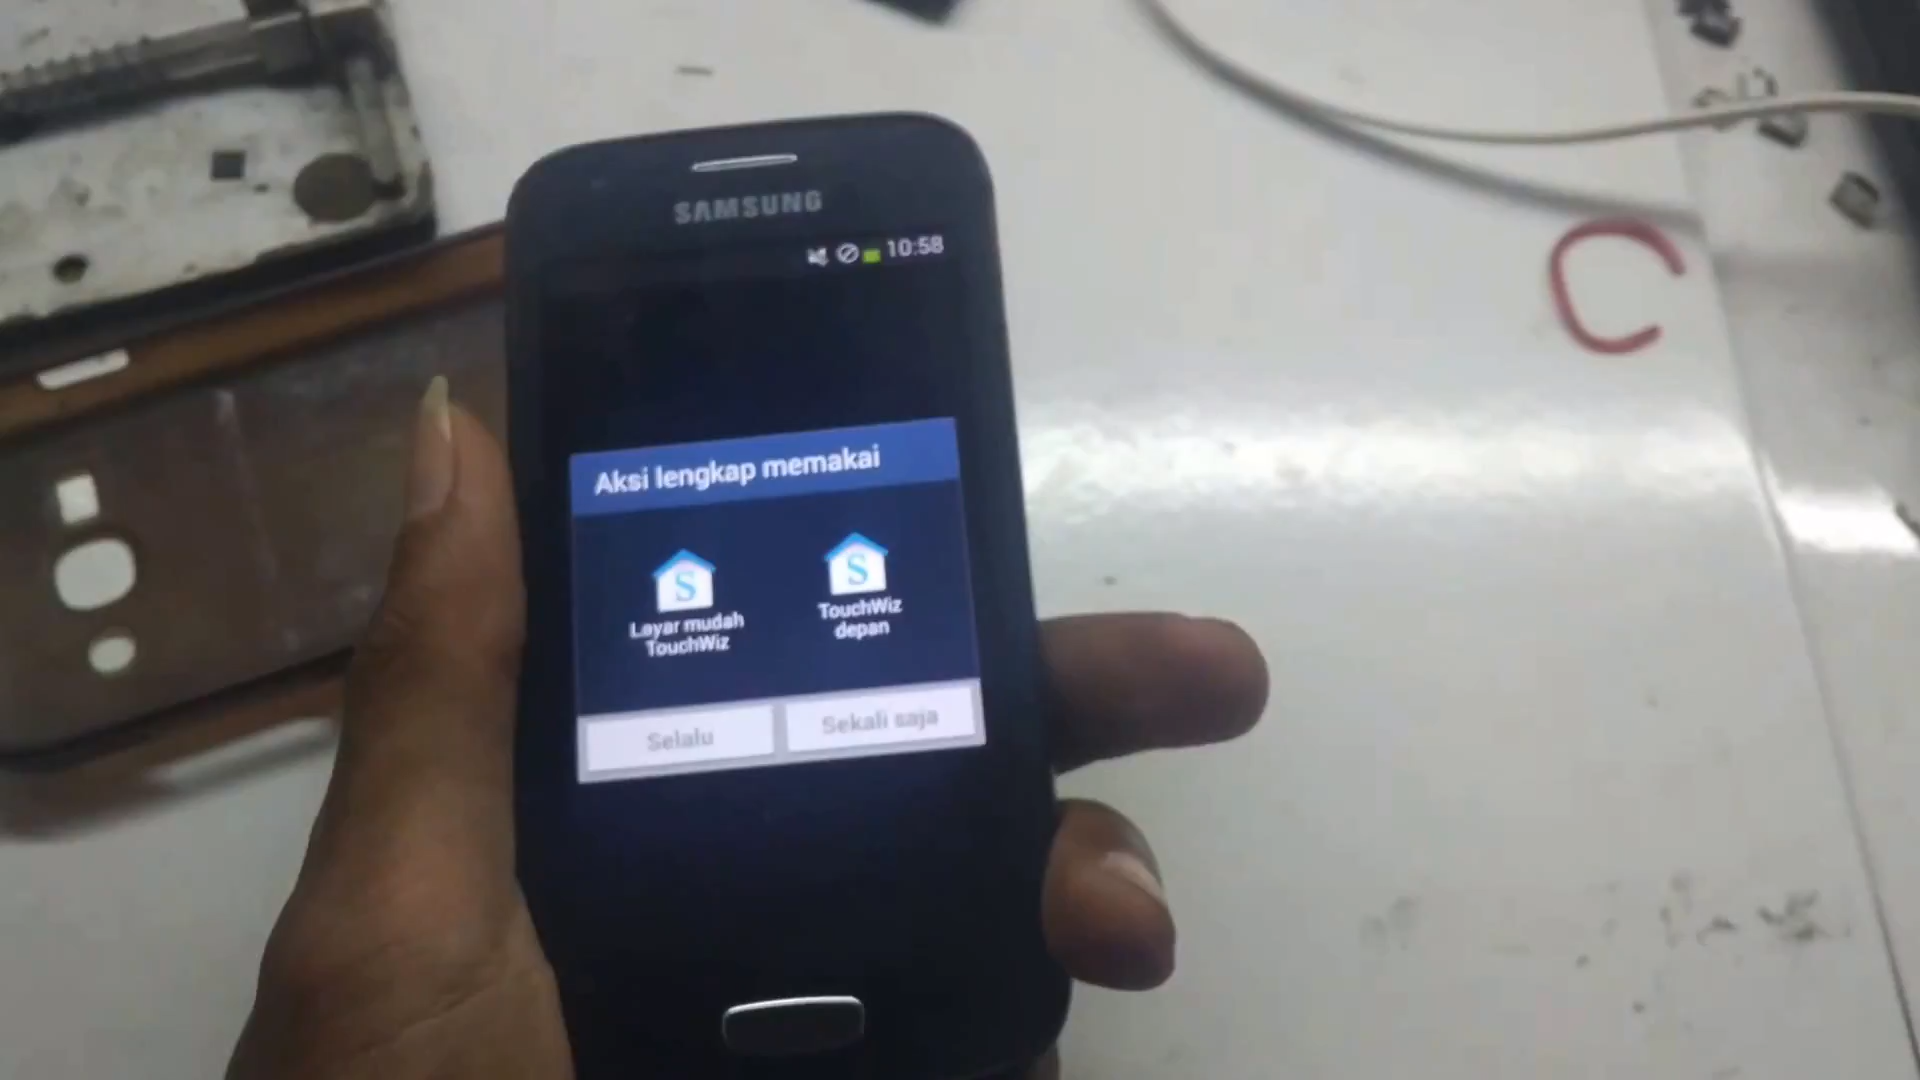 SAMSUNG
10:58
Aksi lengkap memakai
S
S
Layar mudah
TouchWiz
TouchWiz
depan
Selalu
Sekali saja
C